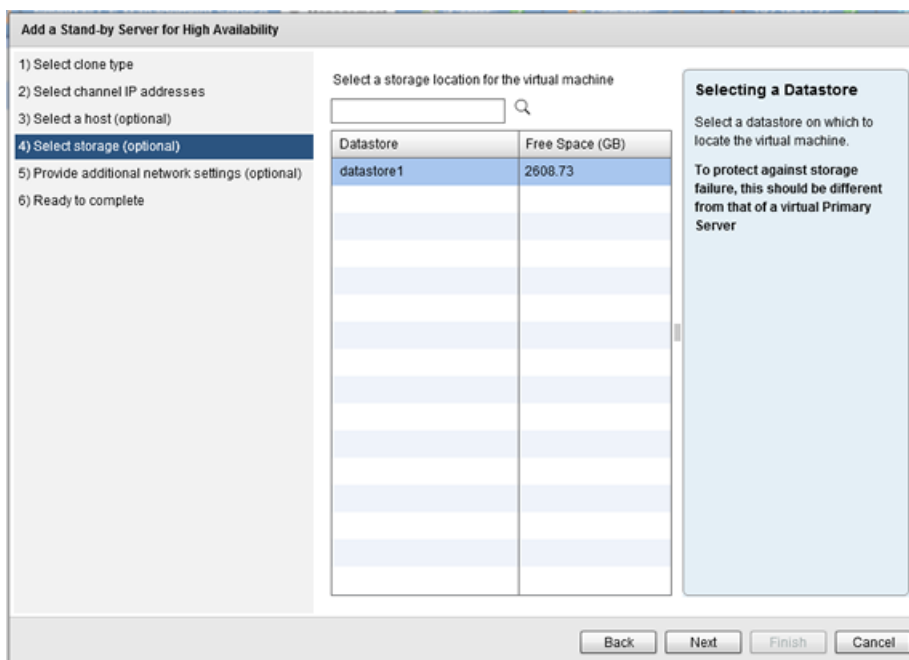 Add a Stand-by Server for High Availability
1) Select clone type
2) Select channel IP addresses
3) Select a host (optional)
4) Select storage (optional)
5) Provide additional network settings (optional)
6) Ready to complete
Select a storage location for the virtual machine
Datastore Free Space (GB)
datastore1 2608.73
Selecting a Datastore
Select a datastore on which to
locate the virtual machine.
To protect against storage
failure, this should be different
from that of a virtual Primary
Server
Back Next Finish Cancel